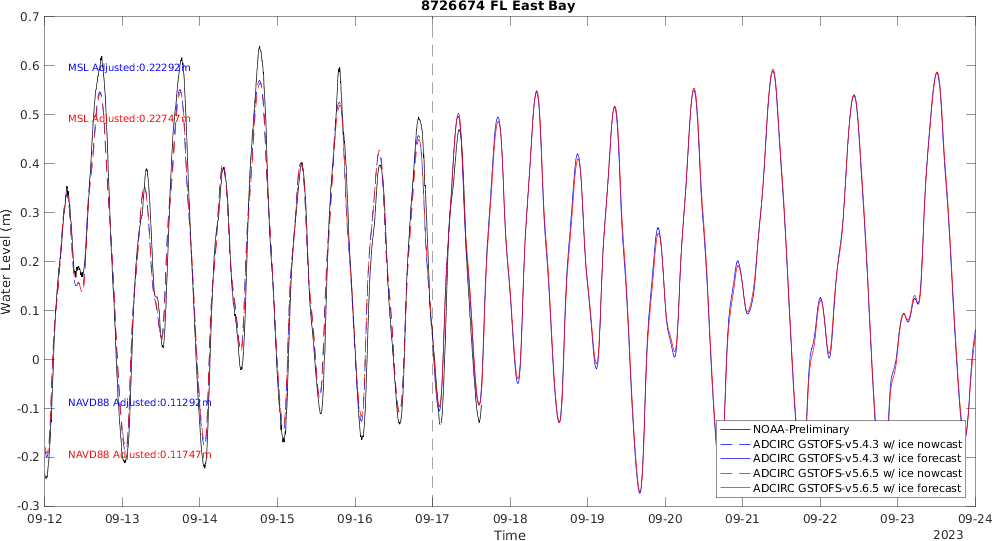 8726674 FL East Bay
0.7
0.6
0.5
0.4
0.3
0.2
0.1
0
-0.1
-0.2
-0.3
Water Level (m)
MSL Adjusted:0.22292m
MSL Adjusted:0.22747m
NAVD88 Adjusted:0.11292m
NAVD88 Adjusted:0.11747m
NOAA-Preliminary
ADCIRC GSTOFS-v5.4.3 w/ ice nowcast
ADCIRC GSTOFS-v5.4.3 w/ ice forecast
ADCIRC GSTOFS-v5.6.5 w/ ice nowcast
ADCIRC GSTOFS-v5.6.5 w/ ice forecast
09-12 09-13 09-14 09-15 09-16 09-17 09-18 09-19 09-20 09-21 09-22 09-23 09-24
Time
2023